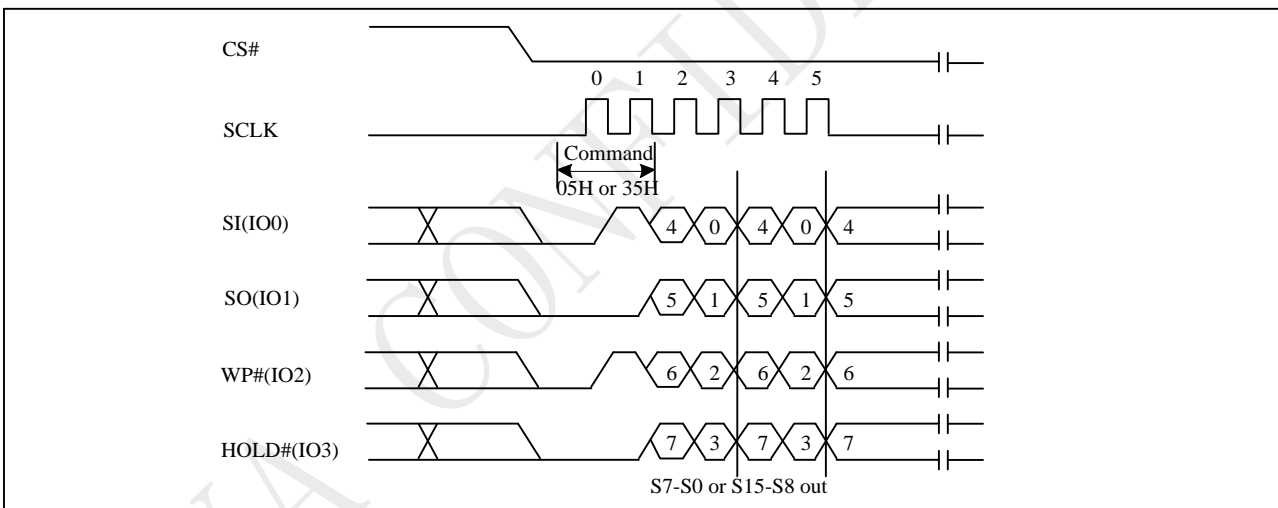 CS#
0 1 2 3 4 5
SCLK
Command
05H or 35H
SI(IO0)
4 0 4 0 4
SO(IO1)
5 1 5 1 5
WP#(IO2)
6 2 6 2 6
HOLD#(IO3)
7 3 7 3 7
S7-S0 or S15-S8 out